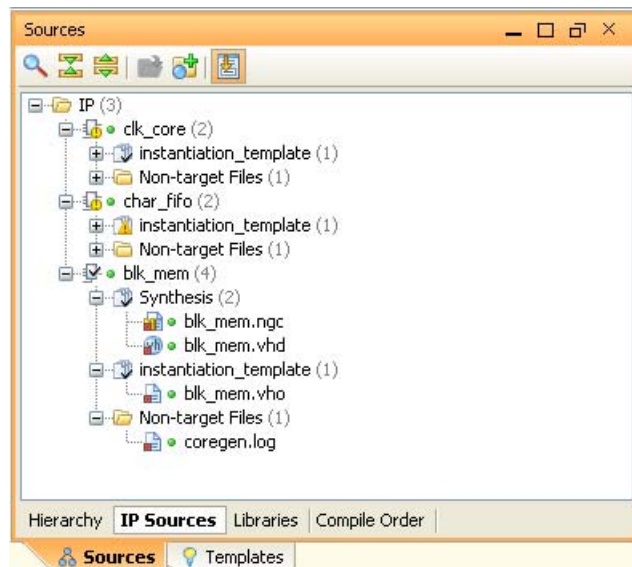 Sources
IP (3)
clk_core (2)
instantiation_template (1)
Non-target Files (1)
char_fifo (2)
instantiation_template (1)
Non-target Files (1)
blk_mem (4)
Synthesis (2)
blk_mem.ngc
blk_mem.vhd
instantiation_template (1)
blk_mem.vho
Non-target Files (1)
coregen.log
Hierarchy IP Sources Libraries Compile Order
Sources Templates